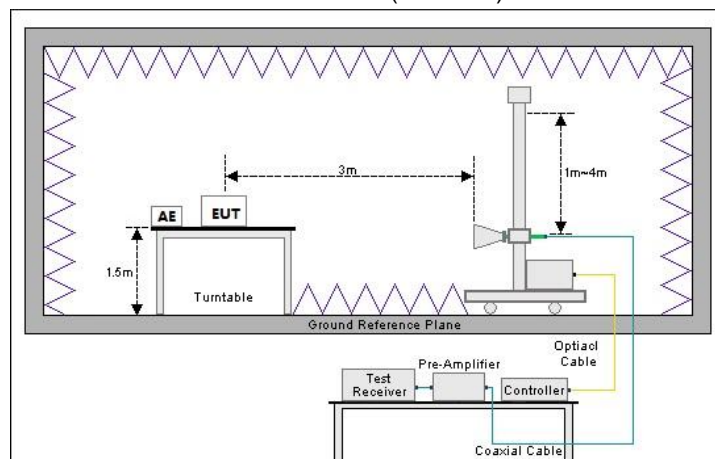 3m
1m~4m
AE
EUT
1.5m
Turntable
Ground Reference Plane
Optiacl
Cable
Pre-Amplifier
Test
Receiver
Controller
Coaxial Cable